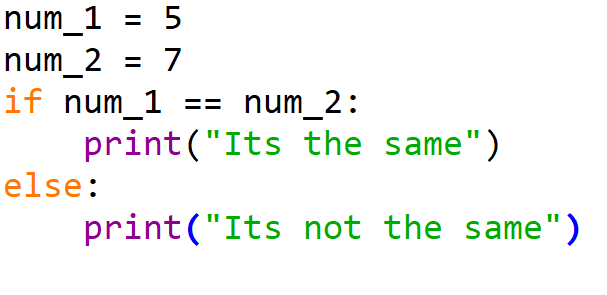 num_1 = 5
num_2 = 7
if num_1 == num_2:
    print("Its the same")
else:
    print("Its not the same")